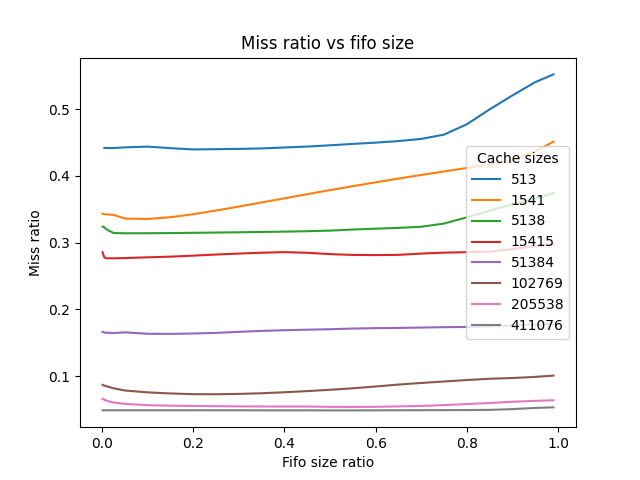 Miss ratio vs fifo size
Miss ratio
0.5
0.4
0.3
0.2
0.1
Cache sizes
513
1541
5138
15415
51384
102769
205538
411076
0.0 0.2 0.4 0.6 0.8 1.0
Fifo size ratio